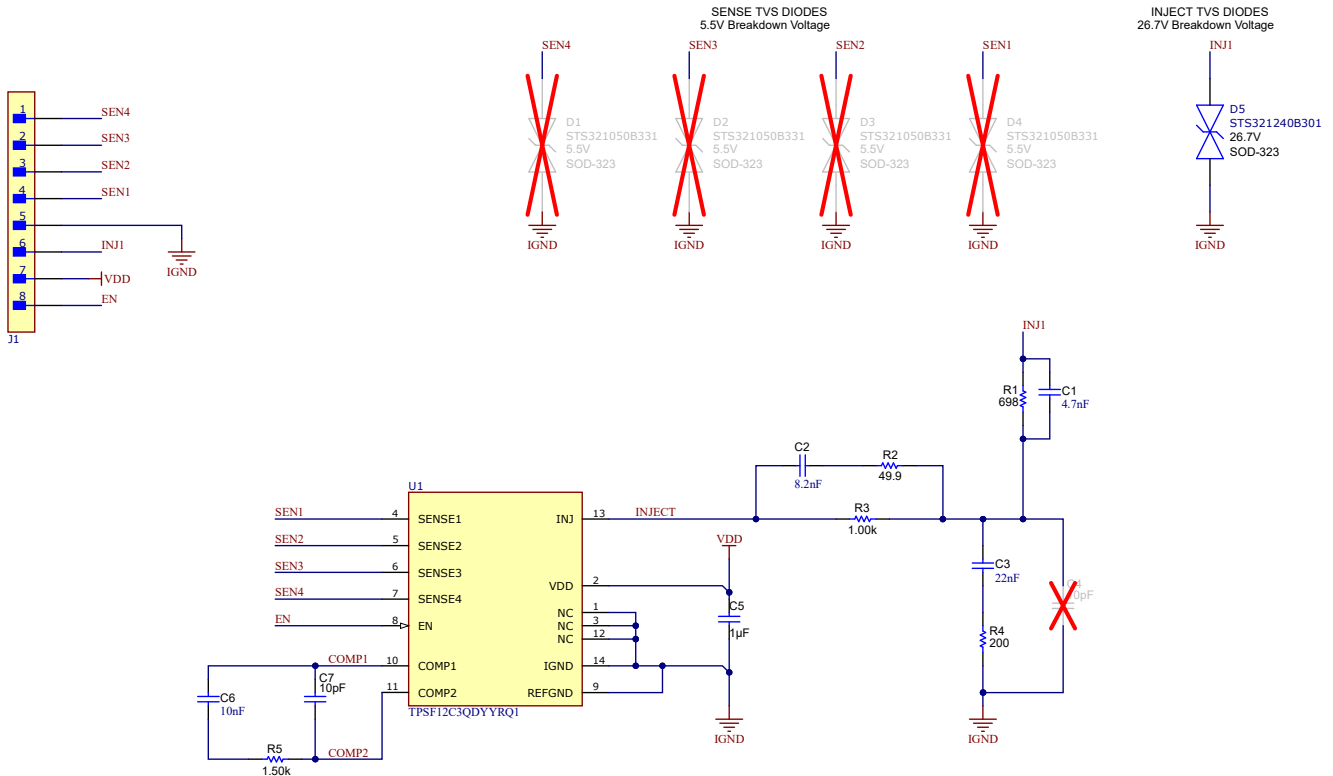 SENSE TVS DIODES
5.5V Breakdown Voltage
INJECT TVS DIODES
26.7V Breakdown Voltage
SEN4
SEN3
SEN2
SEN1
INJ1
D1
STS321050B331
5.5V
SOD-323
D2
STS321050B331
5.5V
SOD-323
D3
STS321050B331
5.5V
SOD-323
D4
STS321050B331
5.5V
SOD-323
D5
STS321240B301
26.7V
SOD-323
IGND
IGND
IGND
IGND
IGND
1
SEN4
2
SEN3
3
SEN2
4
SEN1
5
IGND
6
INJ1
7
VDD
8
EN
J1
INJ1
R1
698
C1
4.7nF
C2
8.2nF
R2
49.9
R3
1.00k
C3
22nF
R4
200
IGND
U1
SEN1
4
SENSE1
INJ
13
INJECT
SEN2
5
SENSE2
SEN3
6
SENSE3
VDD
2
VDD
SEN4
7
SENSE4
NC
1
EN
8
EN
NC
3
NC
12
C5
1µF
COMP1
10
COMP1
IGND
14
11
COMP2
REFGND
9
TPSF12C3QDYYRQ1
IGND
C6
10nF
C7
10pF
R5
1.50k
COMP2